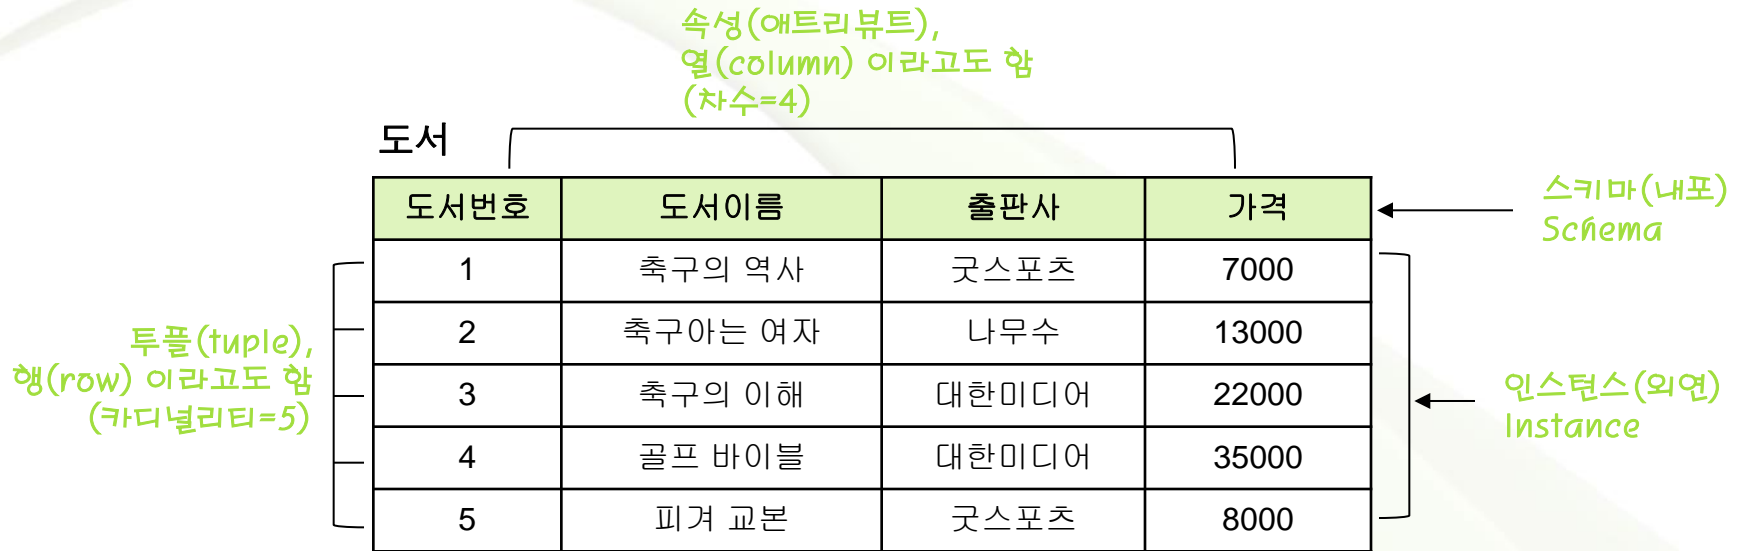 속성(애트리뷰트),
열(column) 이라고도 함
(차수=4)
도서
도서번호 도서이름 출판사 가격
스키마(내포)
Schema
1 축구의 역사 굿스포츠 7000
2 축구아는 여자 나무수 13000
3 축구의 이해 대한미디어 22000
4 골프 바이블 대한미디어 35000
5 피겨 교본 굿스포츠 8000
투플(tuple),
행(row) 이라고도 함
(카디널리티=5)
인스턴스(외연)
Instance